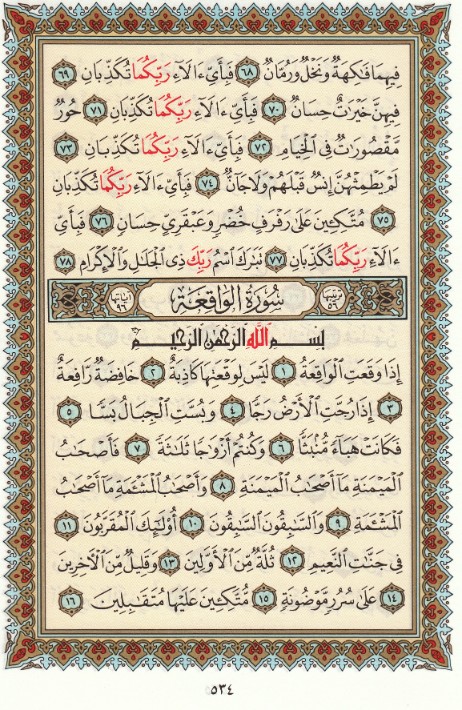 فِيهِمَا فَـٰكِهَةٌ وَنَخْلٌ وَرُمَّانٌ ٦٨ فَبِأَىِّ ءَالَآءِ رَبِّكُمَا تُكَذِّبَانِ ٦٩
فِيهِنَّ خَيْرَٰتٌ حِسَانٌ ٧٠ فَبِأَىِّ ءَالَآءِ رَبِّكُمَا تُكَذِّبَانِ ٧١ حُورٌ
مَّقْصُورَٰتٌ فِى ٱلْخِيَامِ ٧٢ فَبِأَىِّ ءَالَآءِ رَبِّكُمَا تُكَذِّبَانِ ٧٣
لَمْ يَطْمِثْهُنَّ إِنسٌ قَبْلَهُمْ وَلَا جَآنٌّ ٧٤ فَبِأَىِّ ءَالَآءِ رَبِّكُمَا تُكَذِّبَانِ
٧٥ مُتَّكِـِٔينَ عَلَىٰ رَفْرَفٍ خُضْرٍ وَعَبْقَرِىٍّ حِسَانٍ ٧٦ فَبِأَىِّ
ءَالَآءِ رَبِّكُمَا تُكَذِّبَانِ ٧٧ تَبَـٰرَكَ ٱسْمُ رَبِّكَ ذِى ٱلْجَلَـٰلِ وَٱلْإِكْرَامِ ٧٨
ترتيبها ٥٦ سُورَةُ الوَاقِعَةِ آياتها ٩٦
بِسْمِ ٱللَّهِ ٱلرَّحْمَـٰنِ ٱلرَّحِيمِ
إِذَا وَقَعَتِ ٱلْوَاقِعَةُ ١ لَيْسَ لِوَقْعَتِهَا كَاذِبَةٌ ٢ خَافِضَةٌ رَّافِعَةٌ
٣ إِذَا رُجَّتِ ٱلْأَرْضُ رَجًّا ٤ وَبُسَّتِ ٱلْجِبَالُ بَسًّا ٥
فَكَانَتْ هَبَآءً مُّنۢبَثًّا ٦ وَكُنتُمْ أَزْوَٰجًا ثَلَـٰثَةً ٧ فَأَصْحَـٰبُ
ٱلْمَيْمَنَةِ مَآ أَصْحَـٰبُ ٱلْمَيْمَنَةِ ٨ وَأَصْحَـٰبُ ٱلْمَشْـَٔمَةِ مَآ أَصْحَـٰبُ
ٱلْمَشْـَٔمَةِ ٩ وَٱلسَّـٰبِقُونَ ٱلسَّـٰبِقُونَ ١٠ أُو۟لَـٰٓئِكَ ٱلْمُقَرَّبُونَ ١١
فِى جَنَّـٰتِ ٱلنَّعِيمِ ١٢ ثُلَّةٌ مِّنَ ٱلْأَوَّلِينَ ١٣ وَقَلِيلٌ مِّنَ ٱلْـَٔاخِرِينَ
١٤ عَلَىٰ سُرُرٍ مَّوْضُونَةٍ ١٥ مُّتَّكِـِٔينَ عَلَيْهَا مُتَقَـٰبِلِينَ ١٦
٥٣٤